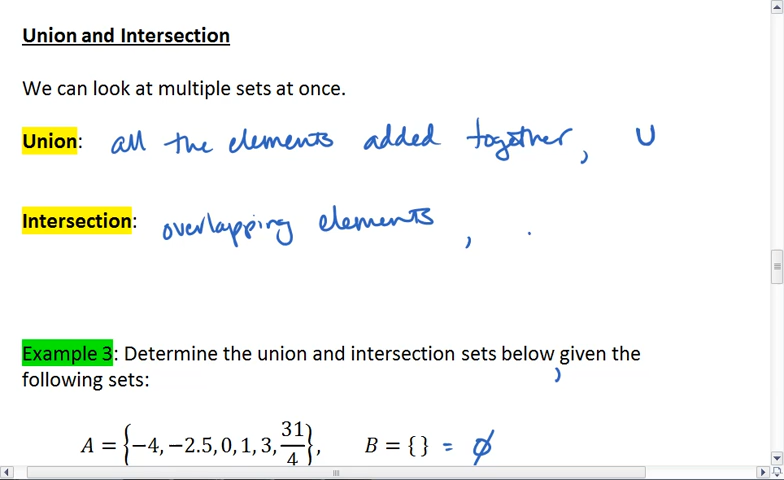 Union and Intersection
We can look at multiple sets at once.
Union: all the elements added together, ∪
Intersection: overlapping elements,
Example 3: Determine the union and intersection sets below, given the
following sets:
A = {−4, −2.5, 0, 1, 3, 31/4}, B = {} = ∅